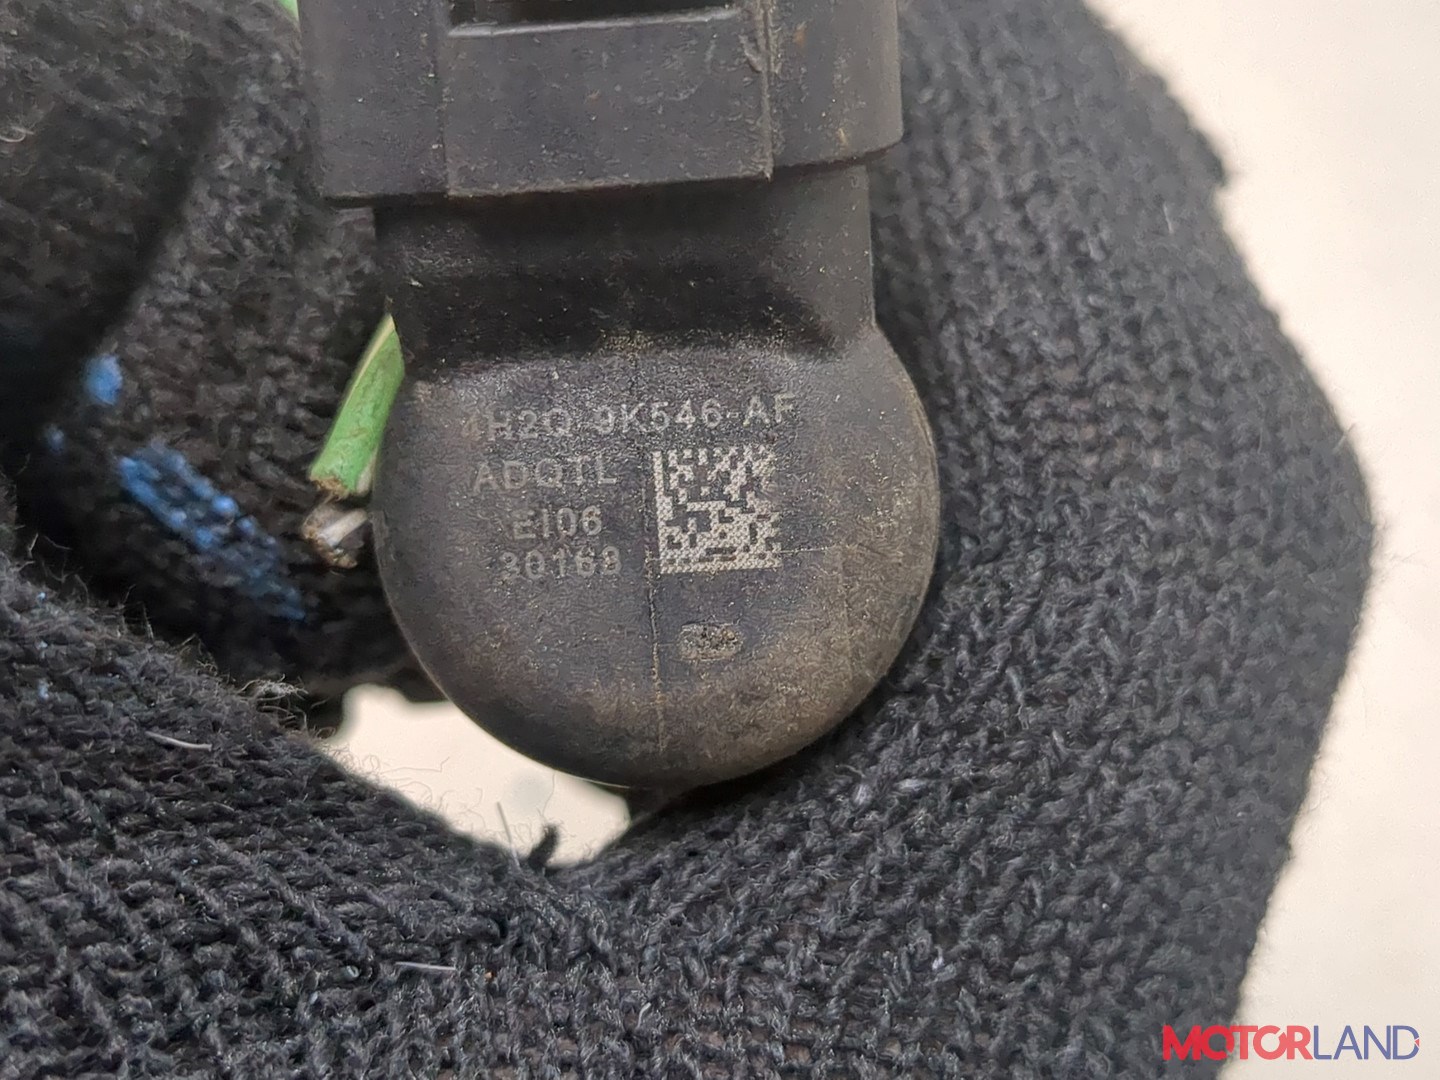 4H2Q-9K546-AF
ADQTL
E106
30168
MOTORLAND